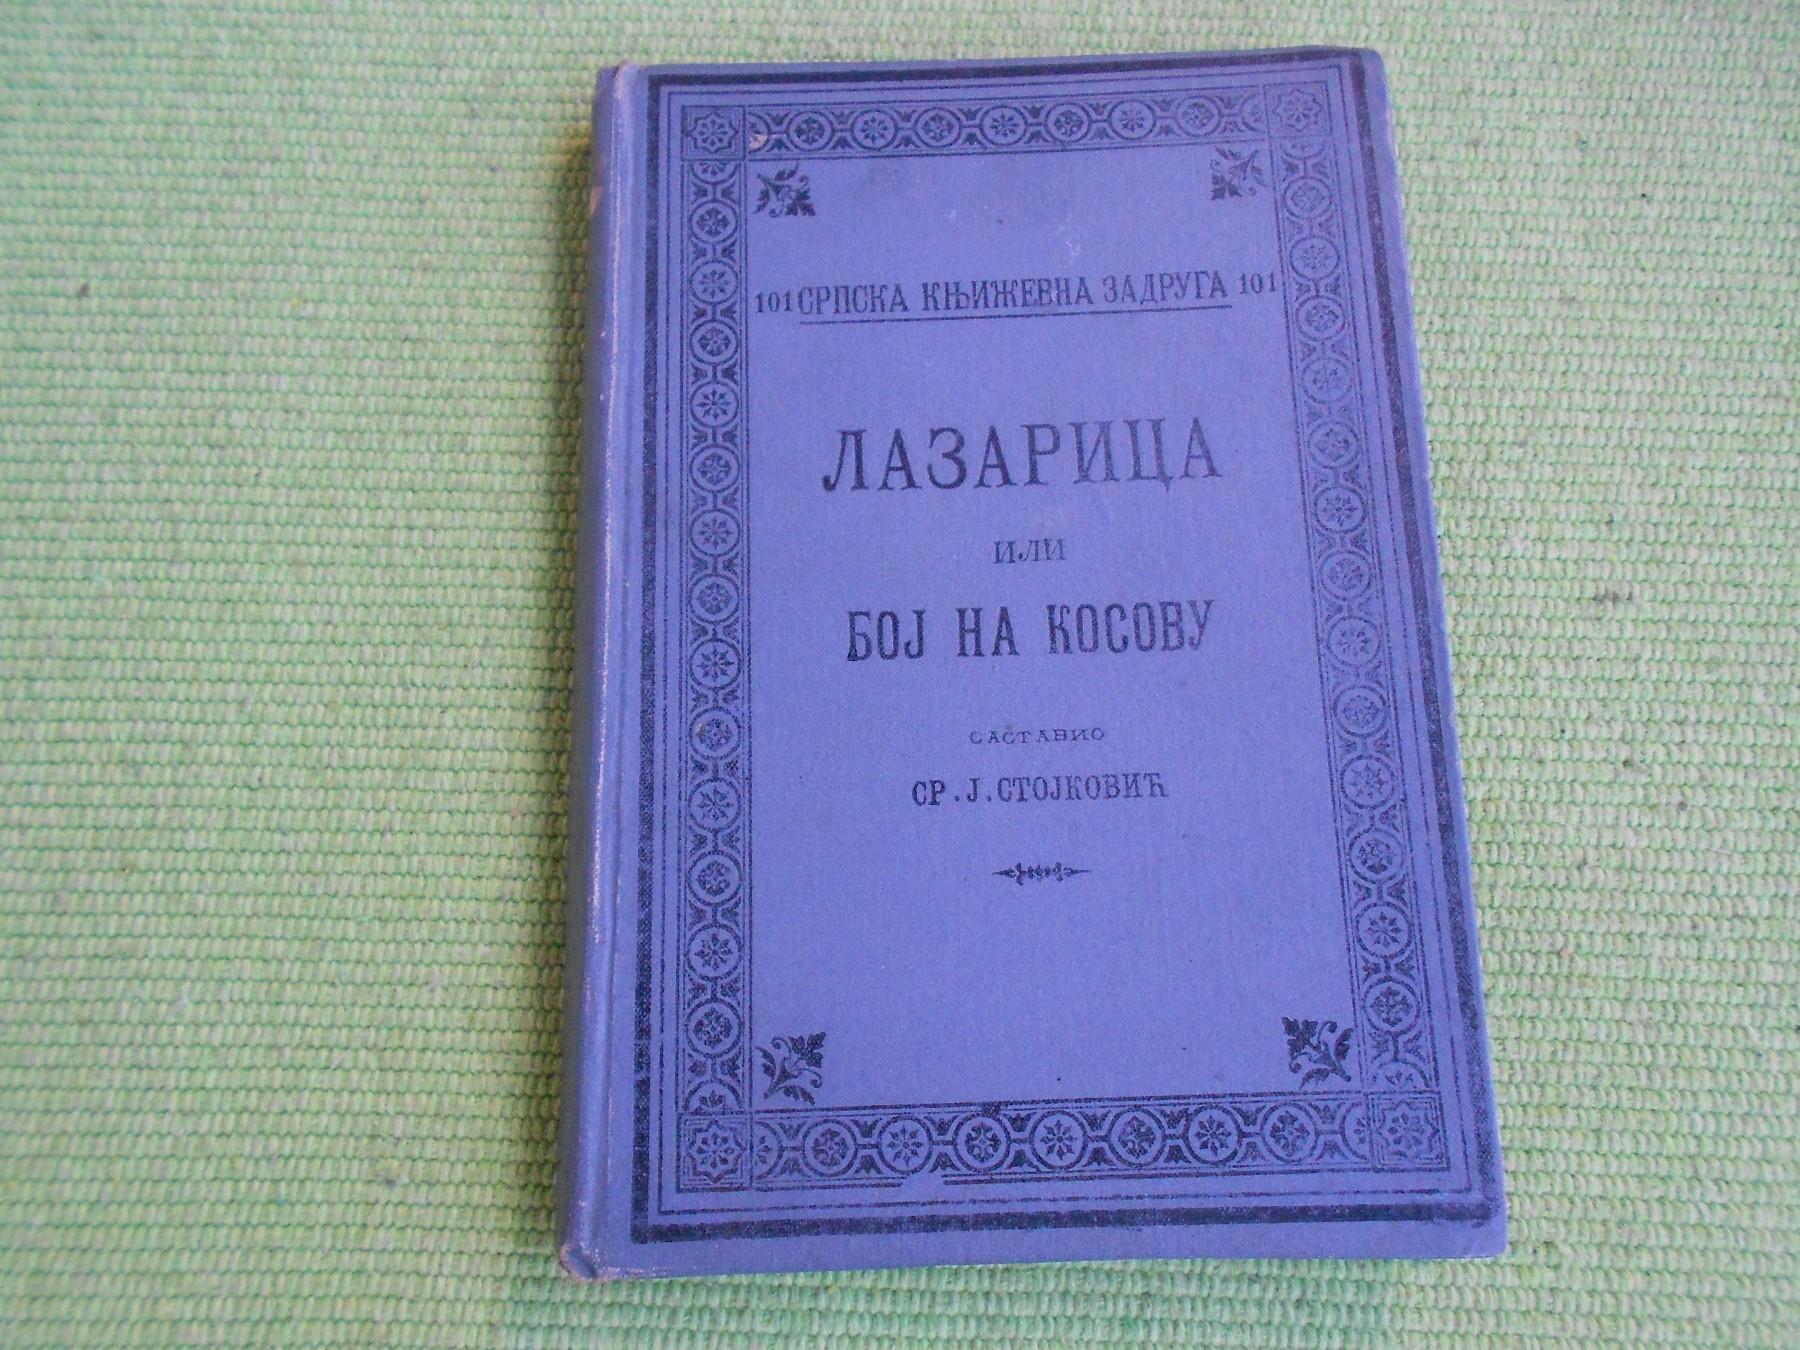 101 СРПСКА КЊИЖЕВНА ЗАДРУГА 101
ЛАЗАРИЦА
ИЛИ
БОЈ НА КОСОВУ
САСТАВИО
СР. Ј. СТОЈКОВИЋ